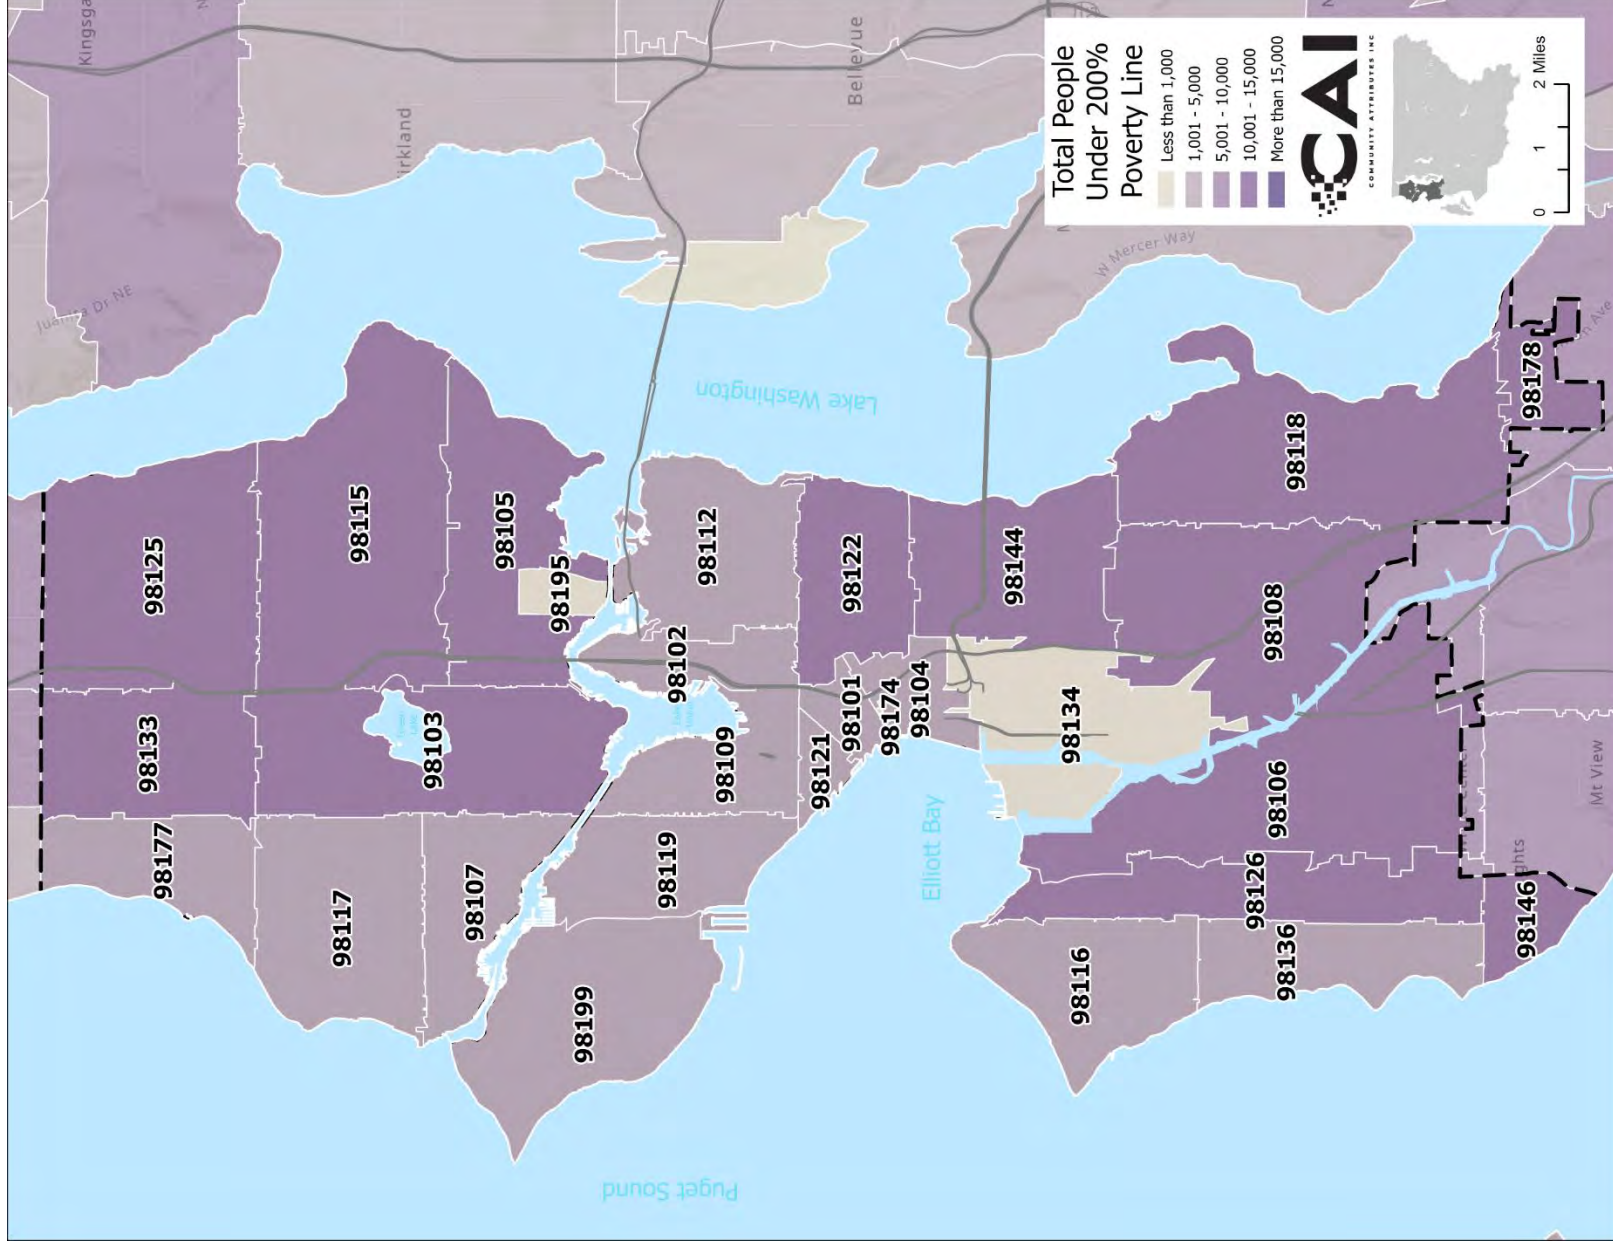 Total People
Under 200%
Poverty Line
Less than 1,000
1,001 - 5,000
5,001 - 10,000
10,001 - 15,000
More than 15,000
CAI
COMMUNITY ATTRIBUTES INC
0 1 2 Miles
Juanita Dr NE
irkland
Bellevue
W Mercer Way
Lake Washington
Elliott Bay
Puget Sound
Mt View
ghts
n Ave
98125
98133
98177
98115
98117
98103
98105
98107
98195
98199
98112
98102
98119
98109
98122
98121
98101
98174
98104
98144
98134
98116
98118
98108
98106
98126
98136
98178
98146
Kingsga